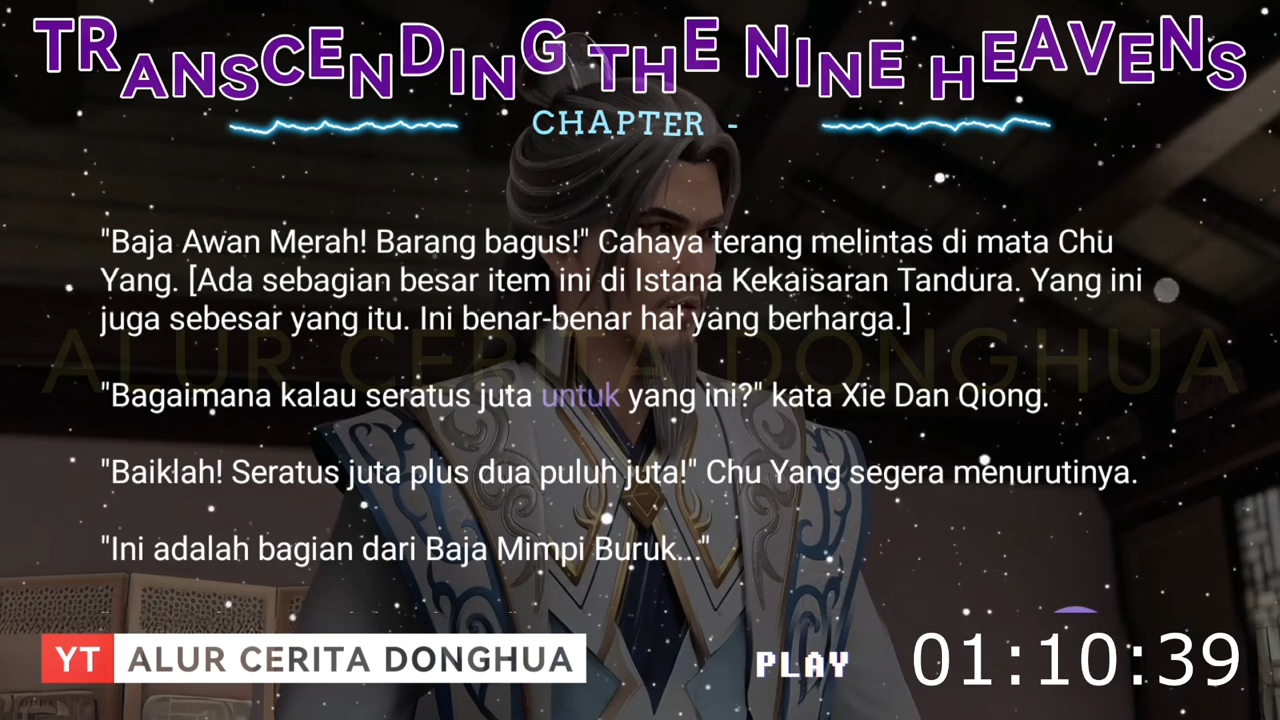 TRANSCENDING THE NINE HEAVENS
CHAPTER -
"Baja Awan Merah! Barang bagus!" Cahaya terang melintas di mata Chu
Yang. [Ada sebagian besar item ini di Istana Kekaisaran Tandura. Yang ini
juga sebesar yang itu. Ini benar-benar hal yang berharga.]
ALUR CERITA DONGHUA
"Bagaimana kalau seratus juta untuk yang ini?" kata Xie Dan Qiong.
"Baiklah! Seratus juta plus dua puluh juta!" Chu Yang segera menurutinya.
"Ini adalah bagian dari Baja Mimpi Buruk..."
YT ALUR CERITA DONGHUA
PLAY
01:10:39